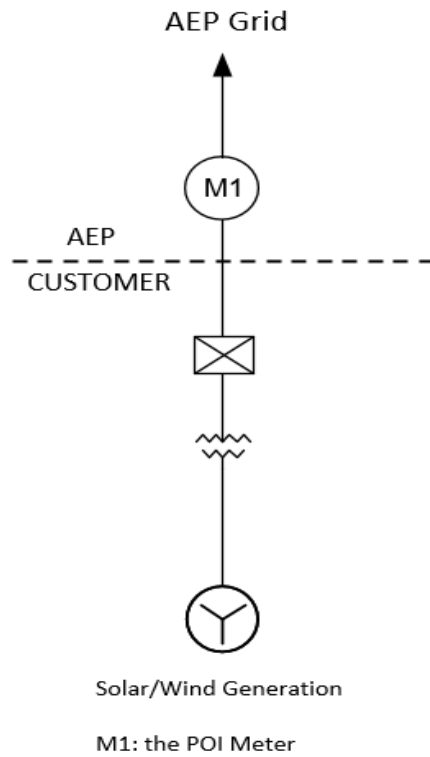 AEP Grid
M1
AEP
CUSTOMER
Solar/Wind Generation
M1: the POI Meter